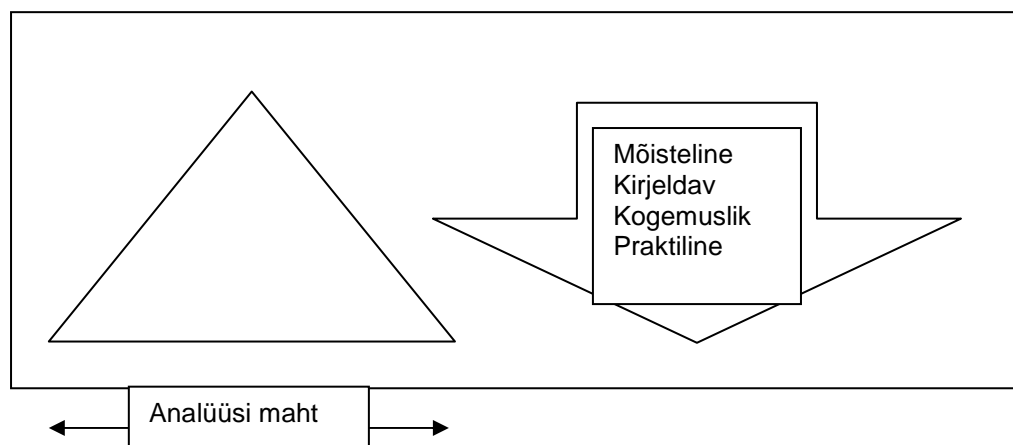 Mõisteline
Kirjeldav
Kogemuslik
Praktiline
Analüüsi maht